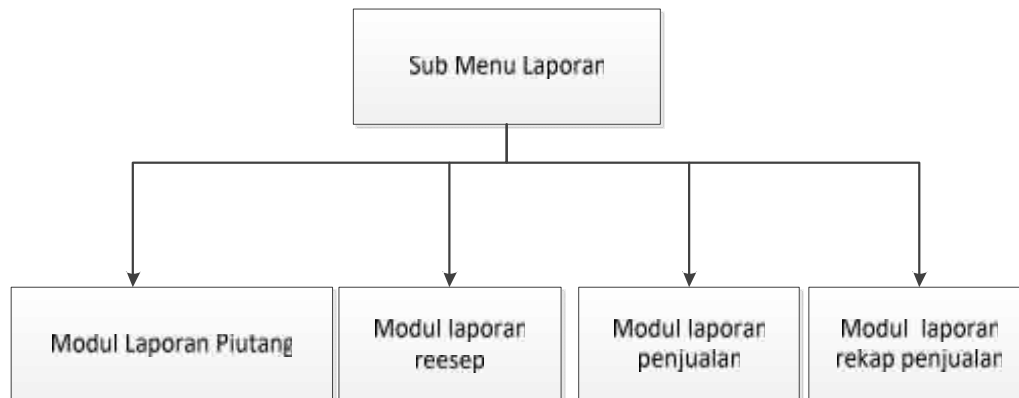 Sub Menu Laporan
Modul Laporan Piutang
Modul laporan
reesep
Modul laporan
penjualan
Modul laporan
rekap penjualan